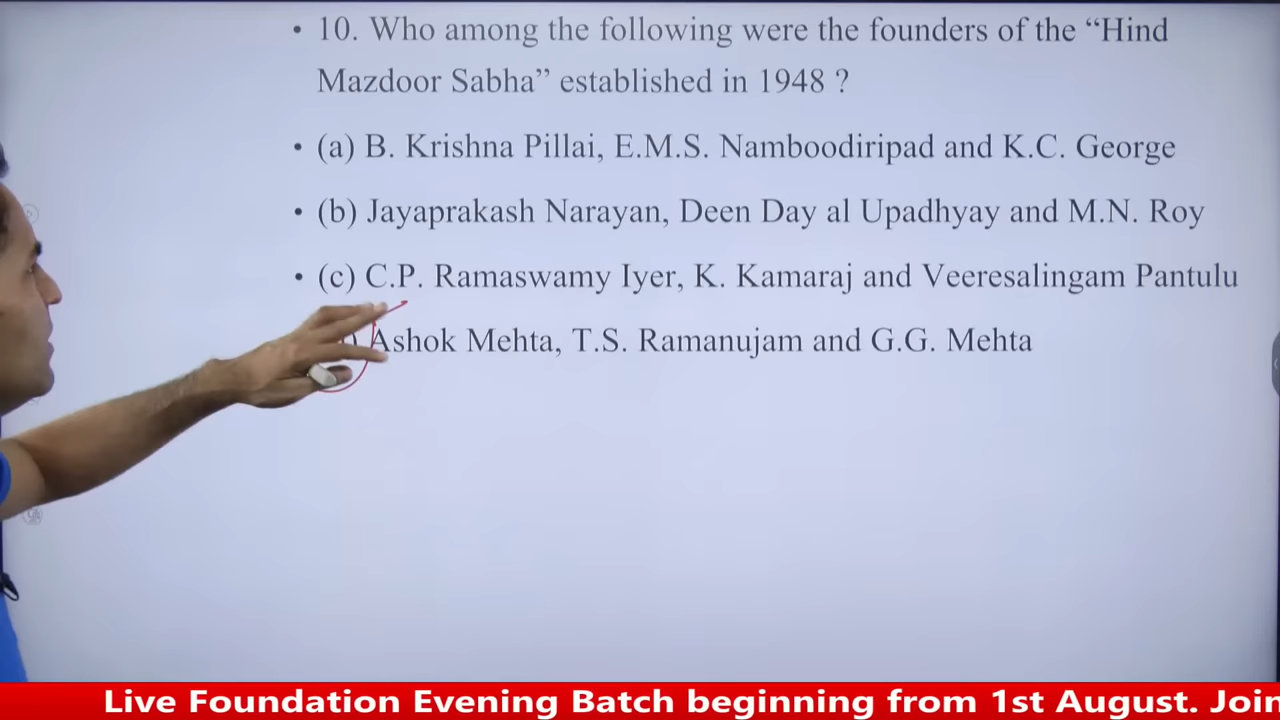 • 10. Who among the following were the founders of the “Hind
Mazdoor Sabha” established in 1948 ?
• (a) B. Krishna Pillai, E.M.S. Namboodiripad and K.C. George
• (b) Jayaprakash Narayan, Deen Day al Upadhyay and M.N. Roy
• (c) C.P. Ramaswamy Iyer, K. Kamaraj and Veeresalingam Pantulu
) Ashok Mehta, T.S. Ramanujam and G.G. Mehta
Live Foundation Evening Batch beginning from 1st August. Join